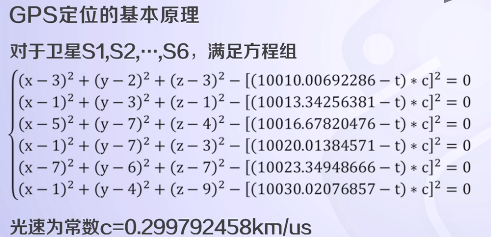 GPS定位的基本原理
对于卫星S1,S2,⋯,S6，满足方程组
(x − 3)² + (y − 2)² + (z − 3)² − [(10010.00692286 − t) ∗ c]² = 0
(x − 1)² + (y − 3)² + (z − 1)² − [(10013.34256381 − t) ∗ c]² = 0
(x − 5)² + (y − 7)² + (z − 4)² − [(10016.67820476 − t) ∗ c]² = 0
(x − 1)² + (y − 7)² + (z − 3)² − [(10020.01384571 − t) ∗ c]² = 0
(x − 7)² + (y − 6)² + (z − 7)² − [(10023.34948666 − t) ∗ c]² = 0
(x − 1)² + (y − 4)² + (z − 9)² − [(10030.02076857 − t) ∗ c]² = 0
光速为常数c=0.299792458km/us